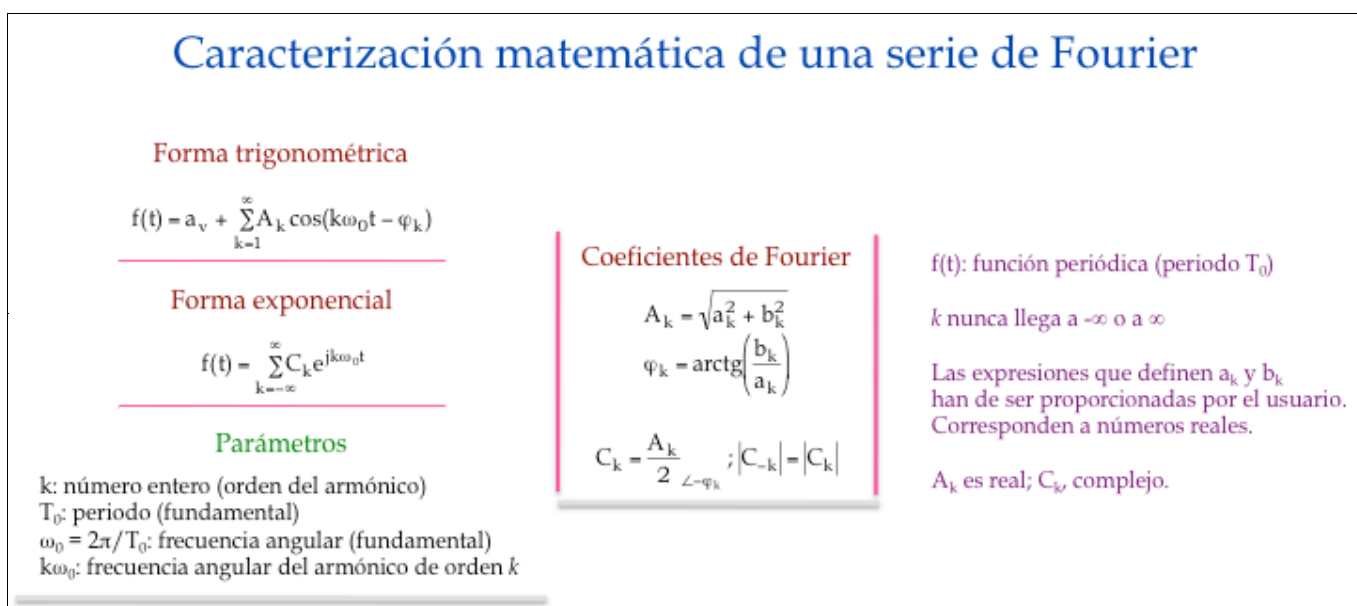 Caracterización matemática de una serie de Fourier
Forma trigonométrica
f(t) = a_v + ∑_{k=1}^{∞} A_k cos(kω_0t − φ_k)
Forma exponencial
f(t) = ∑_{k=−∞}^{∞} C_k e^{jkω_0t}
Parámetros
k: número entero (orden del armónico)
T_0: periodo (fundamental)
ω_0 = 2π/T_0: frecuencia angular (fundamental)
kω_0: frecuencia angular del armónico de orden k
Coeficientes de Fourier
A_k = √(a_k^2 + b_k^2)
φ_k = arctg(b_k/a_k)
C_k = A_k/2 ∠−φ_k ; |C_{−k}| = |C_k|
f(t): función periódica (periodo T_0)
k nunca llega a -∞ o a ∞
Las expresiones que definen a_k y b_k
han de ser proporcionadas por el usuario.
Corresponden a números reales.
A_k es real; C_k, complejo.